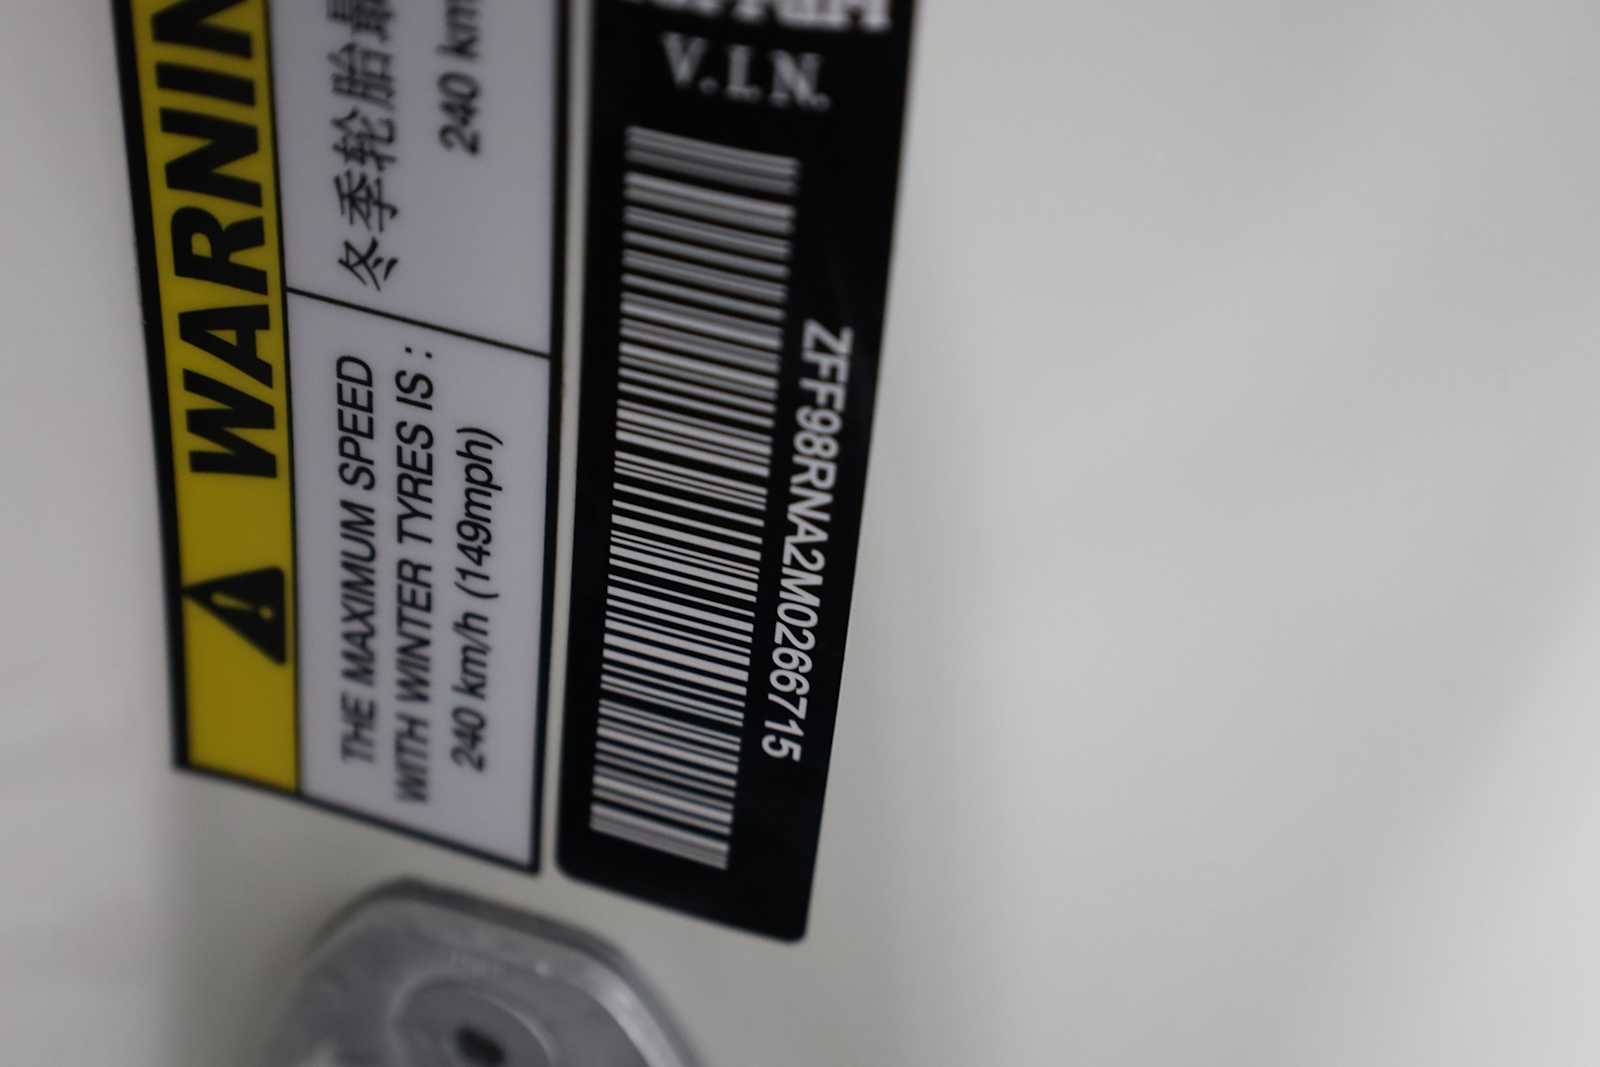 WARNIN
冬季轮胎最
240 km
THE MAXIMUM SPEED
WITH WINTER TYRES IS :
240 km/h (149mph)
V.I.N.
ZFF98RNA2M0266715